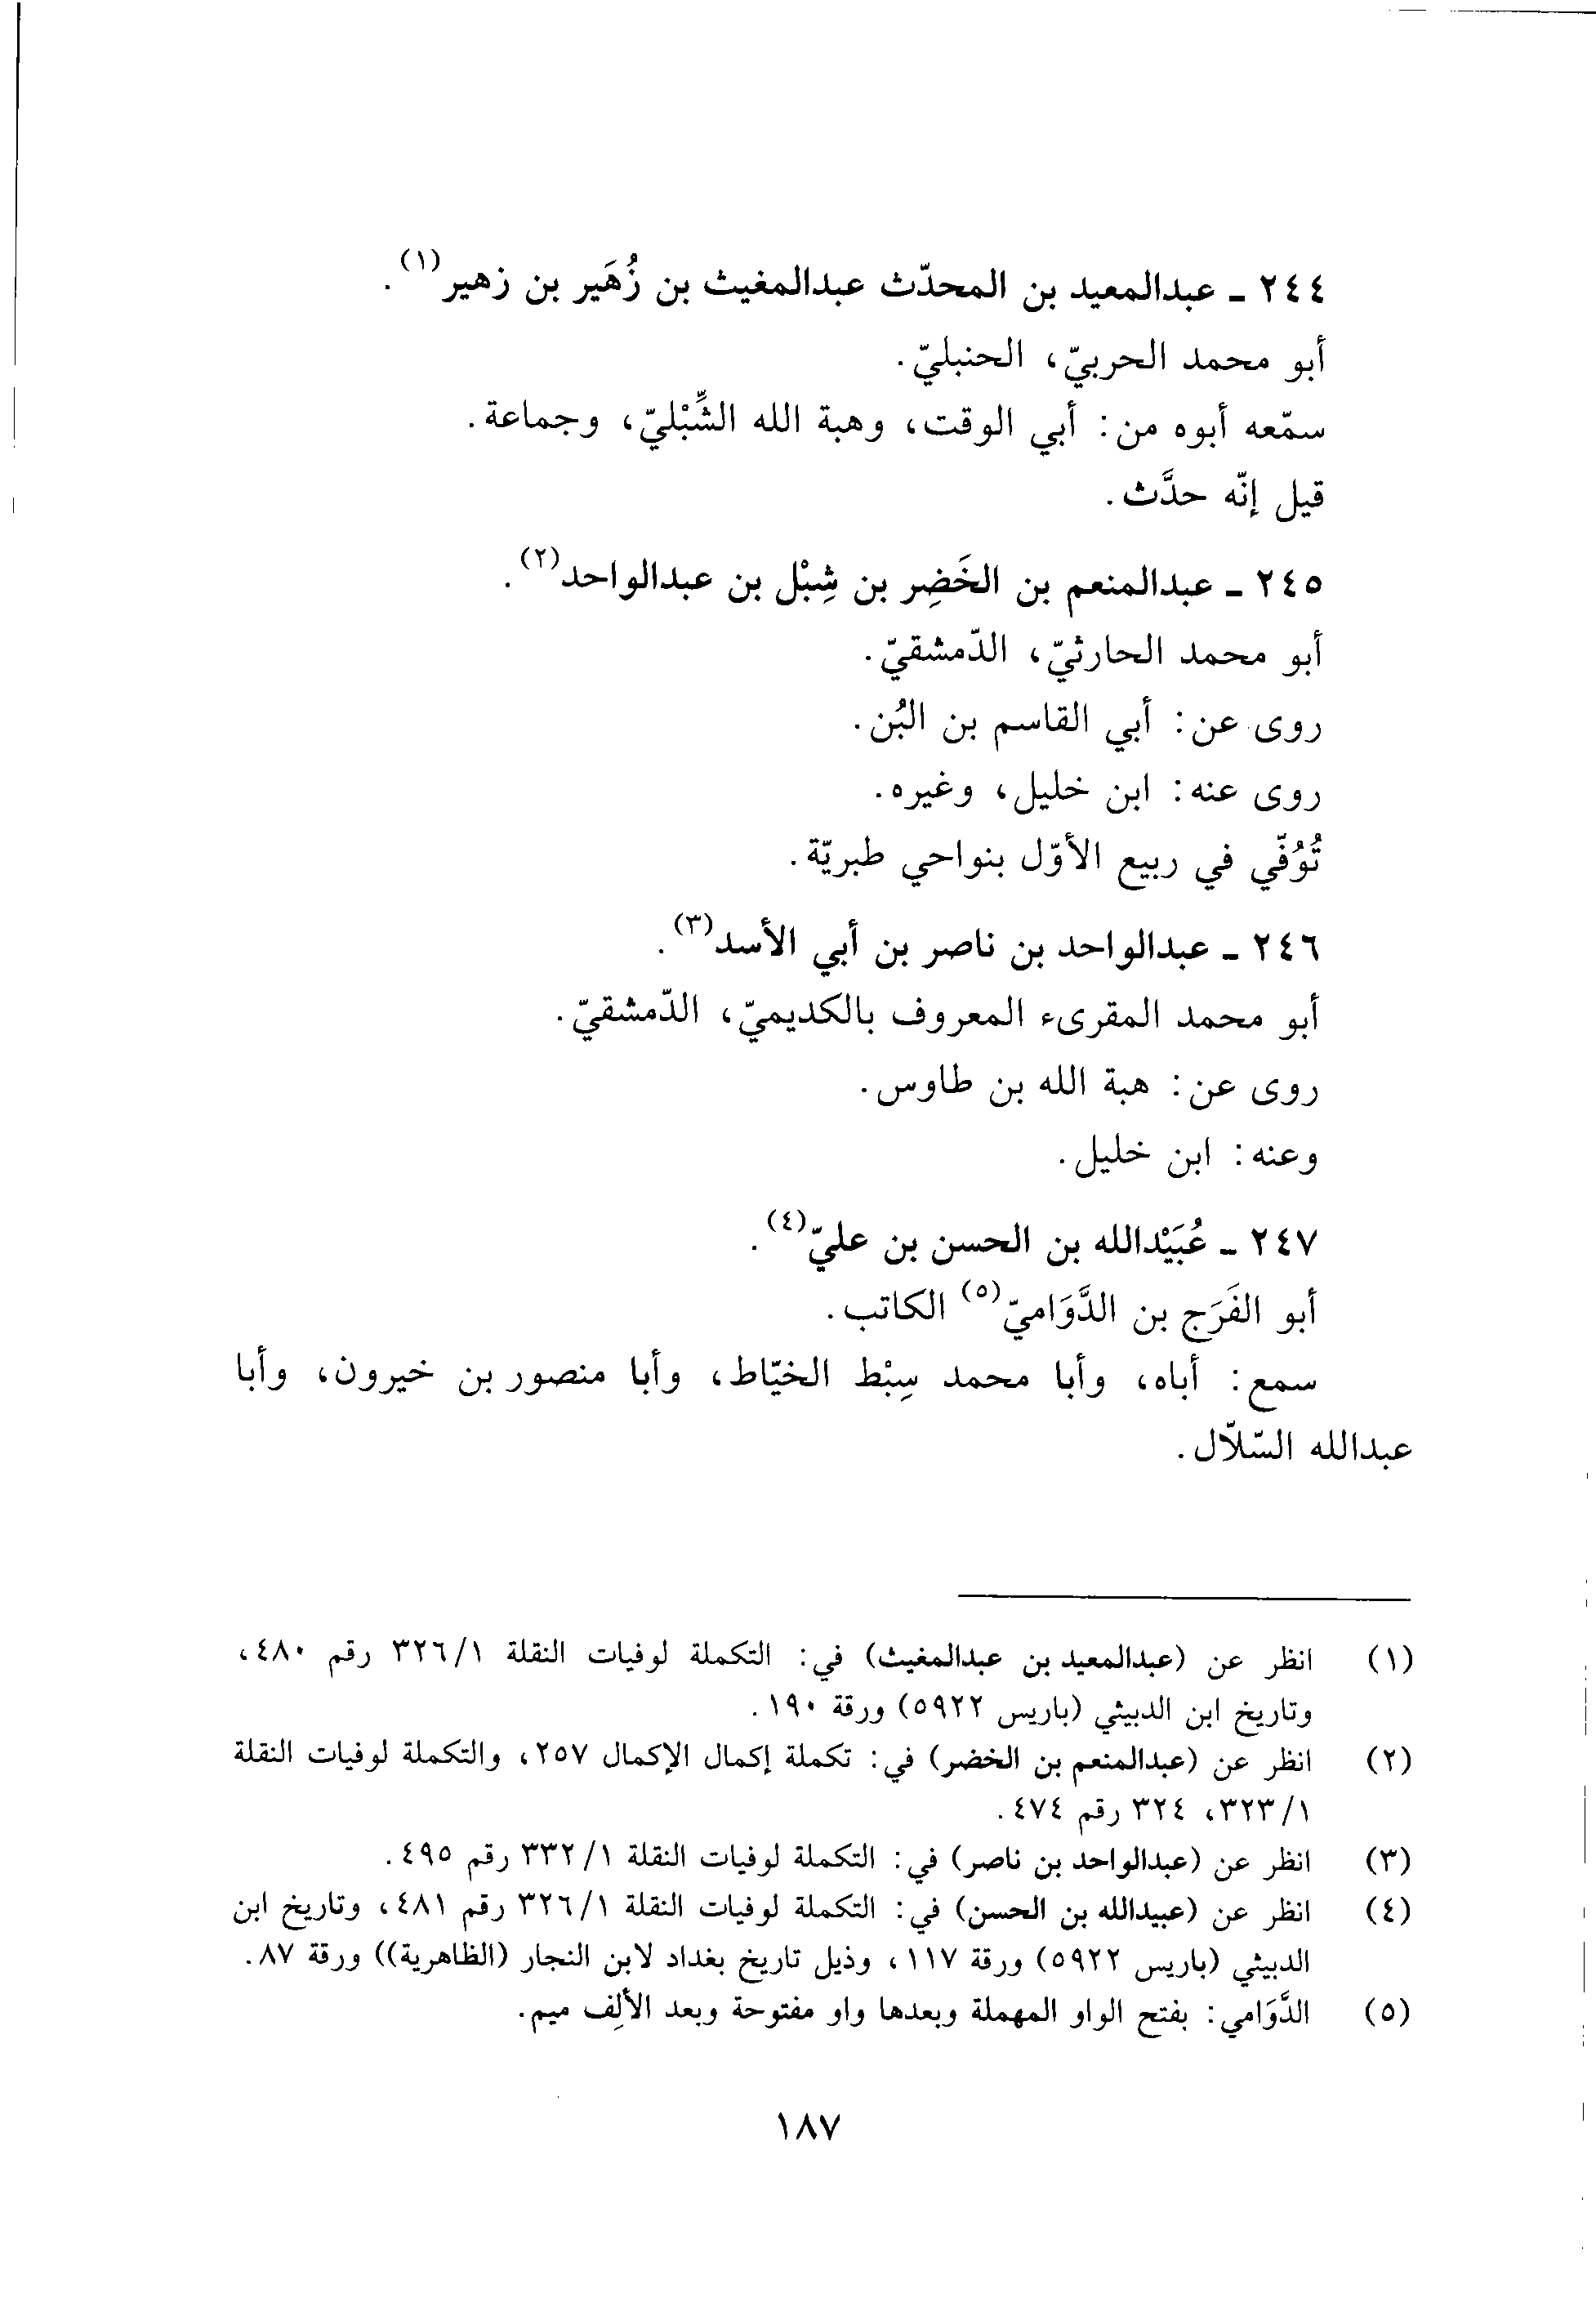 ٢٤٤ ـ عبدالمعيد بن المحدّث عبدالمغيث بن زُهَير بن زهير(١).
أبو محمد الحربيّ، الحنبليّ.
سمّعه أبوه من: أبي الوقت، وهبة الله الشِّبْليّ، وجماعة.
قيل إنّه حدَّث.
٢٤٥ ـ عبدالمنعم بن الخَضِر بن شِبْل بن عبدالواحد(٢).
أبو محمد الحارثيّ، الدّمشقيّ.
روى عن: أبي القاسم بن البُن.
روى عنه: ابن خليل، وغيره.
تُوُفّي في ربيع الأوّل بنواحي طبريّة.
٢٤٦ ـ عبدالواحد بن ناصر بن أبي الأسد(٣).
أبو محمد المقرىء المعروف بالكديميّ، الدّمشقيّ.
روى عن: هبة الله بن طاوس.
وعنه: ابن خليل.
٢٤٧ ـ عُبَيْدالله بن الحسن بن عليّ(٤).
أبو الفَرَج بن الدَّوَاميّ(٥) الكاتب.
سمع: أباه، وأبا محمد سِبْط الخيّاط، وأبا منصور بن خيرون، وأبا
عبدالله السّلاّل.
(١) انظر عن (عبدالمعيد بن عبدالمغيث) في: التكملة لوفيات النقلة ١/ ٣٢٦ رقم ٤٨٠،
وتاريخ ابن الدبيثي (باريس ٥٩٢٢) ورقة ١٩٠.
(٢) انظر عن (عبدالمنعم بن الخضر) في: تكملة إكمال الإكمال ٢٥٧، والتكملة لوفيات النقلة
١/ ٣٢٣، ٣٢٤ رقم ٤٧٤.
(٣) انظر عن (عبدالواحد بن ناصر) في: التكملة لوفيات النقلة ١/ ٣٣٢ رقم ٤٩٥.
(٤) انظر عن (عبيدالله بن الحسن) في: التكملة لوفيات النقلة ١/ ٣٢٦ رقم ٤٨١، وتاريخ ابن
الدبيثي (باريس ٥٩٢٢) ورقة ١١٧، وذيل تاريخ بغداد لابن النجار (الظاهرية)) ورقة ٨٧.
(٥) الدَّوَامي: بفتح الواو المهملة وبعدها واو مفتوحة وبعد الألِف ميم.
١٨٧